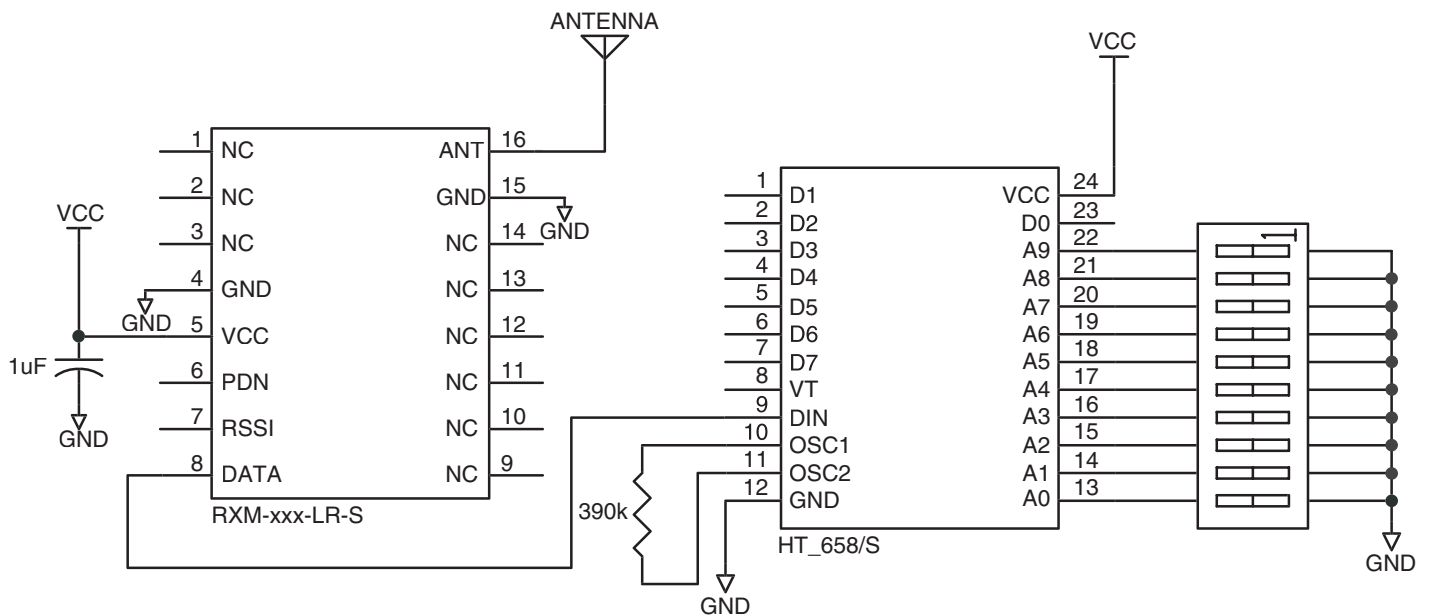 ANTENNA
VCC
1 NC ANT 16
2 NC GND 15
GND
3 NC NC 14
4 GND NC 13
GND
5 VCC NC 12
6 PDN NC 11
7 RSSI NC 10
8 DATA NC 9
RXM-xxx-LR-S
VCC
1uF
GND
1 D1 VCC 24
2 D2 D0 23
3 D3 A9 22
4 D4 A8 21
5 D5 A7 20
6 D6 A6 19
7 D7 A5 18
8 VT A4 17
9 DIN A3 16
10 OSC1 A2 15
11 OSC2 A1 14
12 GND A0 13
HT_658/S
390k
GND
1
GND